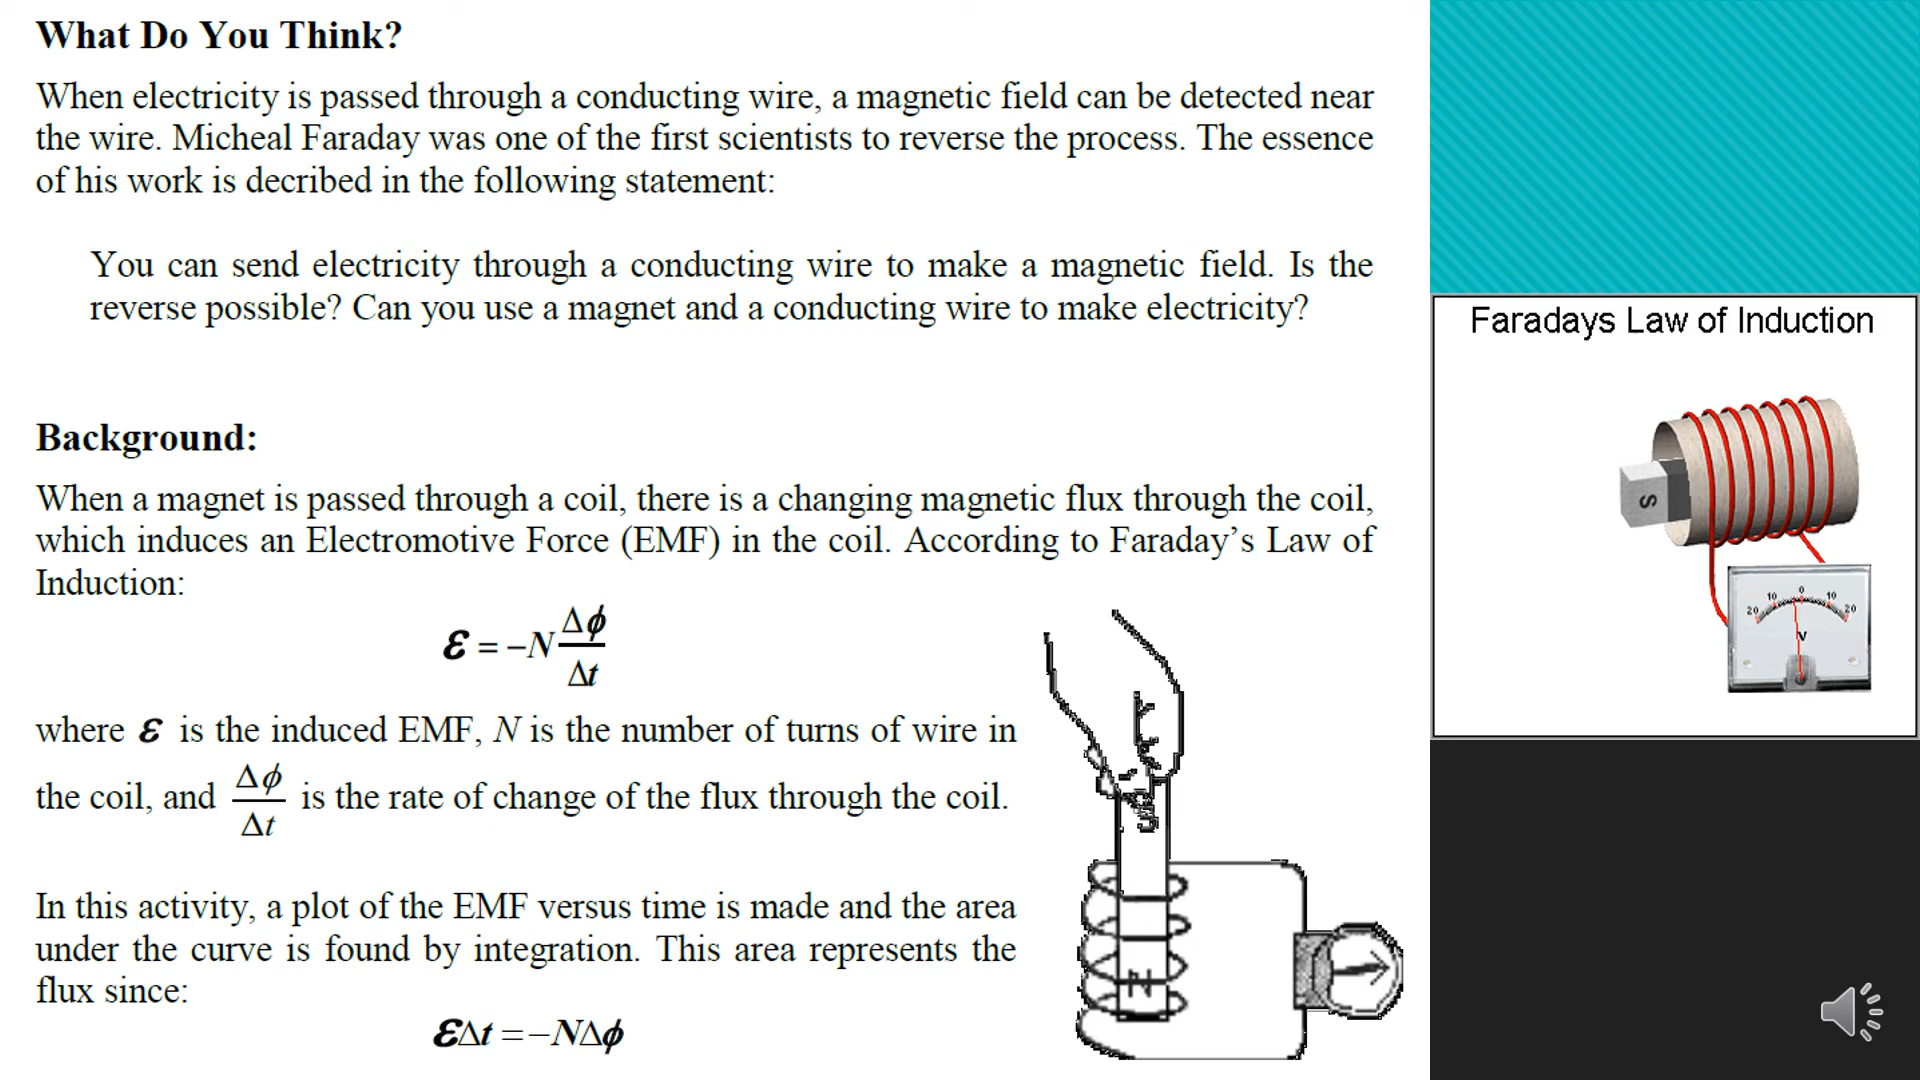 What Do You Think?
When electricity is passed through a conducting wire, a magnetic field can be detected near
the wire. Micheal Faraday was one of the first scientists to reverse the process. The essence
of his work is decribed in the following statement:
You can send electricity through a conducting wire to make a magnetic field. Is the
reverse possible? Can you use a magnet and a conducting wire to make electricity?
Background:
When a magnet is passed through a coil, there is a changing magnetic flux through the coil,
which induces an Electromotive Force (EMF) in the coil. According to Faraday’s Law of
Induction:
ℰ = −N Δϕ/Δt
where ℰ is the induced EMF, N is the number of turns of wire in
the coil, and Δϕ/Δt is the rate of change of the flux through the coil.
In this activity, a plot of the EMF versus time is made and the area
under the curve is found by integration. This area represents the
flux since:
ℰΔt = −NΔϕ
N
Faradays Law of Induction
S
20 10 0 10 20
V